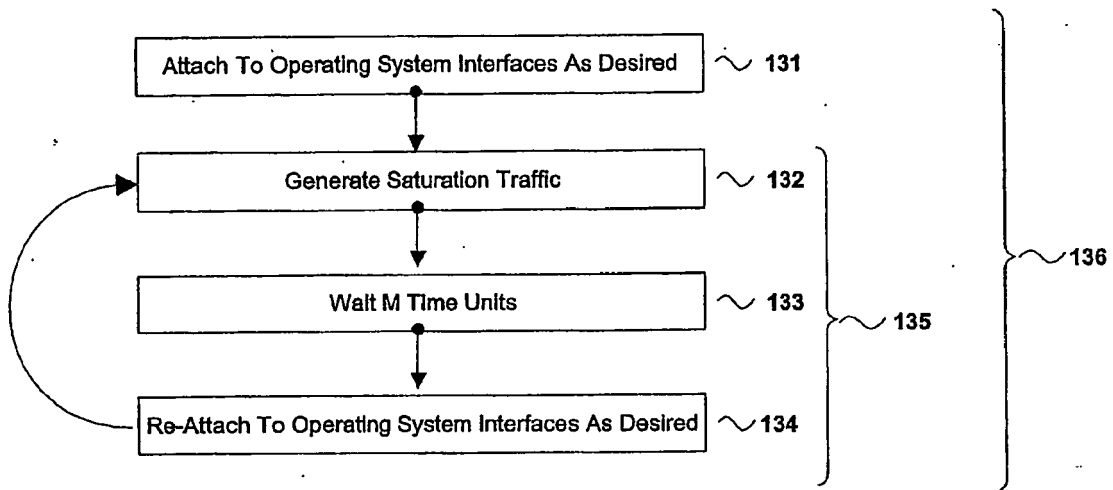 Attach To Operating System Interfaces As Desired 131
Generate Saturation Traffic 132
136
Wait M Time Units 133
135
Re-Attach To Operating System Interfaces As Desired 134